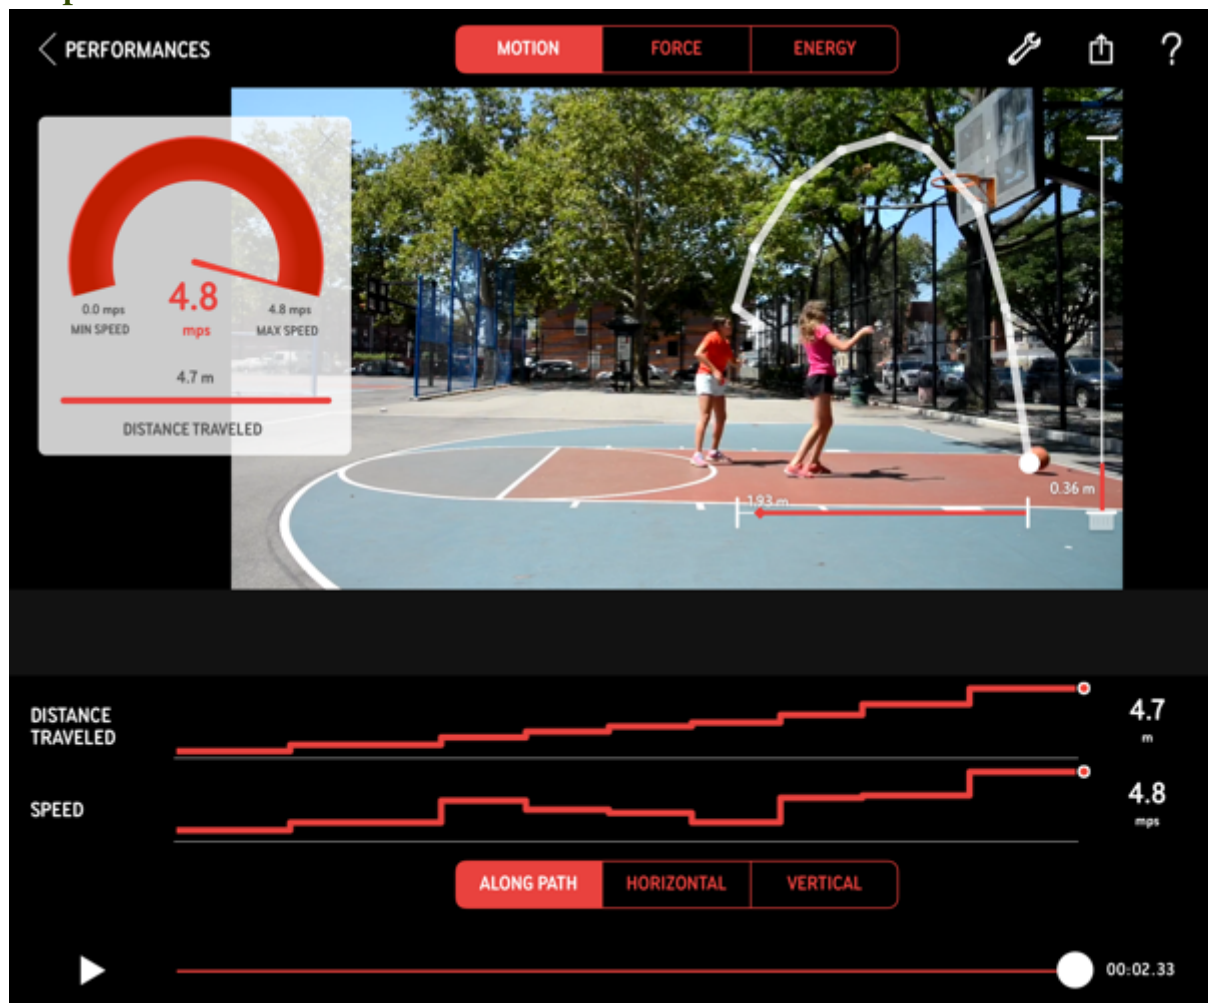 PERFORMANCES
MOTION
FORCE
ENERGY
?
0.0 mps
MIN SPEED
4.8
mps
4.8 mps
MAX SPEED
4.7 m
DISTANCE TRAVELED
1.93 m
0.36 m
DISTANCE
TRAVELED
4.7
m
SPEED
4.8
mps
ALONG PATH
HORIZONTAL
VERTICAL
00:02.33